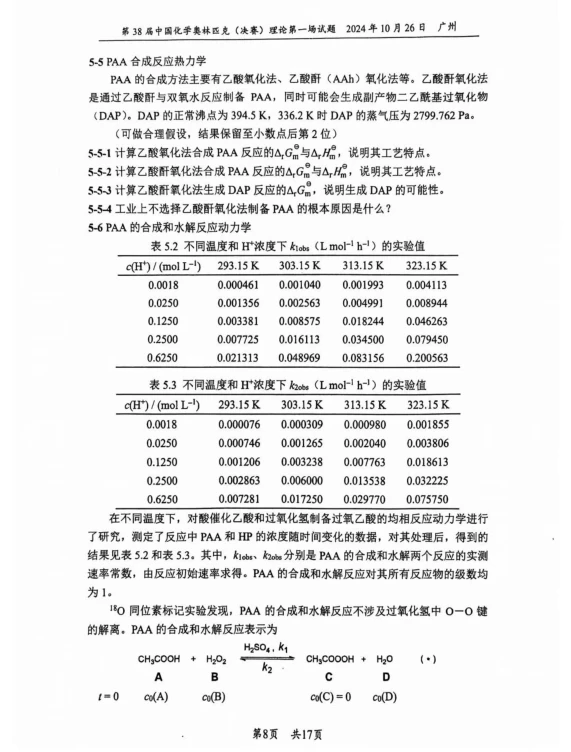 第 38 届中国化学奥林匹克（决赛）理论第一场试题 2024 年 10 月 26 日 广州
5-5 PAA 合成反应热力学
PAA 的合成方法主要有乙酸氧化法、乙酸酐（AAh）氧化法等。乙酸酐氧化法
是通过乙酸酐与双氧水反应制备 PAA，同时可能会生成副产物二乙酰基过氧化物
（DAP）。DAP 的正常沸点为 394.5 K，336.2 K 时 DAP 的蒸气压为 2799.762 Pa。
（可做合理假设，结果保留至小数点后第 2 位）
5-5-1 计算乙酸氧化法合成 PAA 反应的ΔrGm⊖与ΔrHm⊖，说明其工艺特点。
5-5-2 计算乙酸酐氧化法合成 PAA 反应的ΔrGm⊖与ΔrHm⊖，说明其工艺特点。
5-5-3 计算乙酸酐氧化法生成 DAP 反应的ΔrGm⊖，说明生成 DAP 的可能性。
5-5-4 工业上不选择乙酸酐氧化法制备 PAA 的根本原因是什么？
5-6 PAA 的合成和水解反应动力学
表 5.2 不同温度和 H⁺浓度下 k1obs（L mol⁻¹ h⁻¹）的实验值
c(H⁺) / (mol L⁻¹) 293.15 K 303.15 K 313.15 K 323.15 K
0.0018 0.000461 0.001040 0.001993 0.004113
0.0250 0.001356 0.002563 0.004991 0.008944
0.1250 0.003381 0.008575 0.018244 0.046263
0.2500 0.007725 0.016113 0.034500 0.079450
0.6250 0.021313 0.048969 0.083156 0.200563
表 5.3 不同温度和 H⁺浓度下 k2obs（L mol⁻¹ h⁻¹）的实验值
c(H⁺) / (mol L⁻¹) 293.15 K 303.15 K 313.15 K 323.15 K
0.0018 0.000076 0.000309 0.000980 0.001855
0.0250 0.000746 0.001265 0.002040 0.003806
0.1250 0.001206 0.003238 0.007763 0.018613
0.2500 0.002863 0.006000 0.013538 0.032225
0.6250 0.007281 0.017250 0.029770 0.075750
在不同温度下，对酸催化乙酸和过氧化氢制备过氧乙酸的均相反应动力学进行
了研究，测定了反应中 PAA 和 HP 的浓度随时间变化的数据，对其处理后，得到的
结果见表 5.2 和表 5.3。其中，k1obs、k2obs 分别是 PAA 的合成和水解两个反应的实测
速率常数，由反应初始速率求得。PAA 的合成和水解反应对其所有反应物的级数均
为 1。
¹⁸O 同位素标记实验发现，PAA 的合成和水解反应不涉及过氧化氢中 O—O 键
的解离。PAA 的合成和水解反应表示为
H₂SO₄, k₁
CH₃COOH + H₂O₂ CH₃COOOH + H₂O (•)
k₂
A B C D
t = 0 c₀(A) c₀(B) c₀(C) = 0 c₀(D)
第8页 共17页